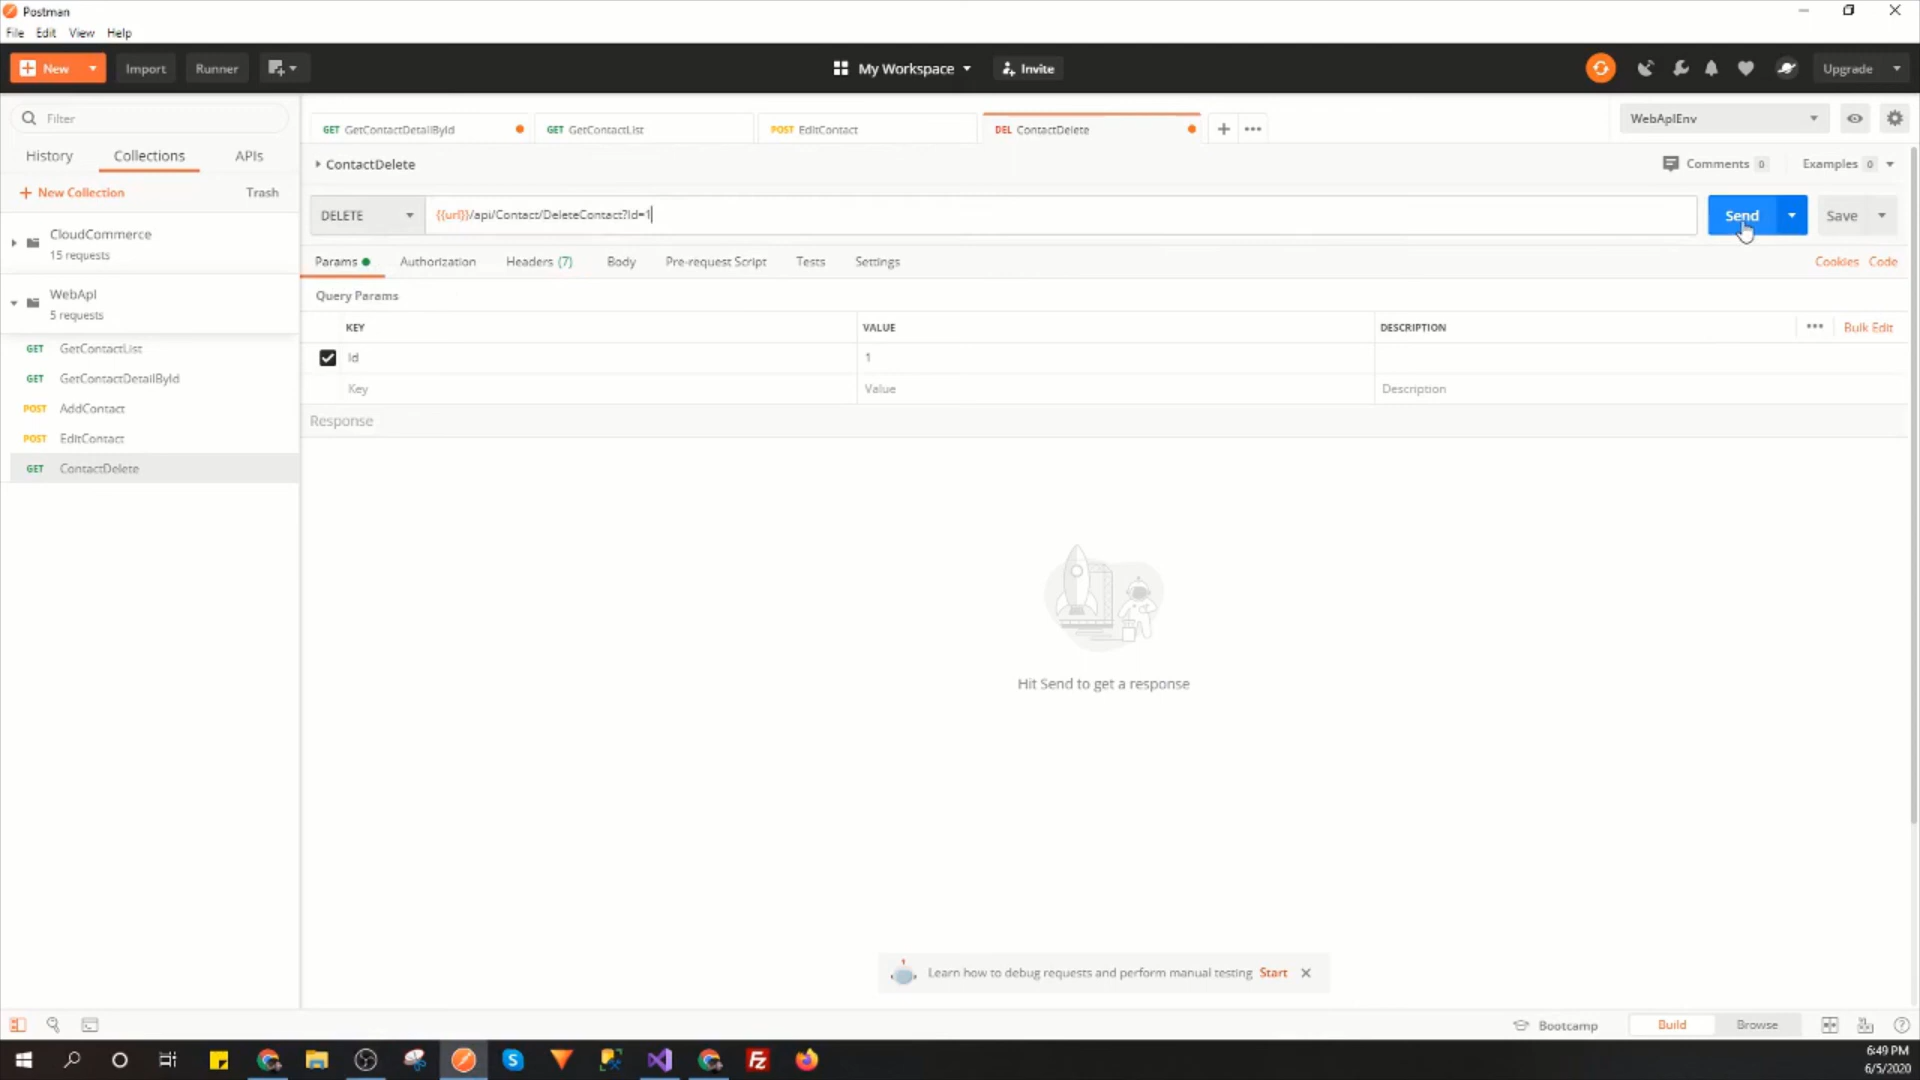 Postman
File Edit View Help
New Import Runner My Workspace Invite Upgrade
Filter
GET GetContactDetailById GET GetContactList POST EditContact DEL ContactDelete WebApiEnv
History Collections APIs
ContactDelete Comments 0 Examples 0
New Collection Trash
DELETE {{url}}/api/Contact/DeleteContact?Id=1 Send Save
CloudCommerce
15 requests
Params Authorization Headers (7) Body Pre-request Script Tests Settings Cookies Code
WebApi
5 requests
Query Params
KEY VALUE DESCRIPTION Bulk Edit
GET GetContactList
Id 1
GET GetContactDetailById
Key Value Description
POST AddContact
Response
POST EditContact
GET ContactDelete
Hit Send to get a response
Learn how to debug requests and perform manual testing Start
Bootcamp Build Browse
6:49 PM
6/5/2020